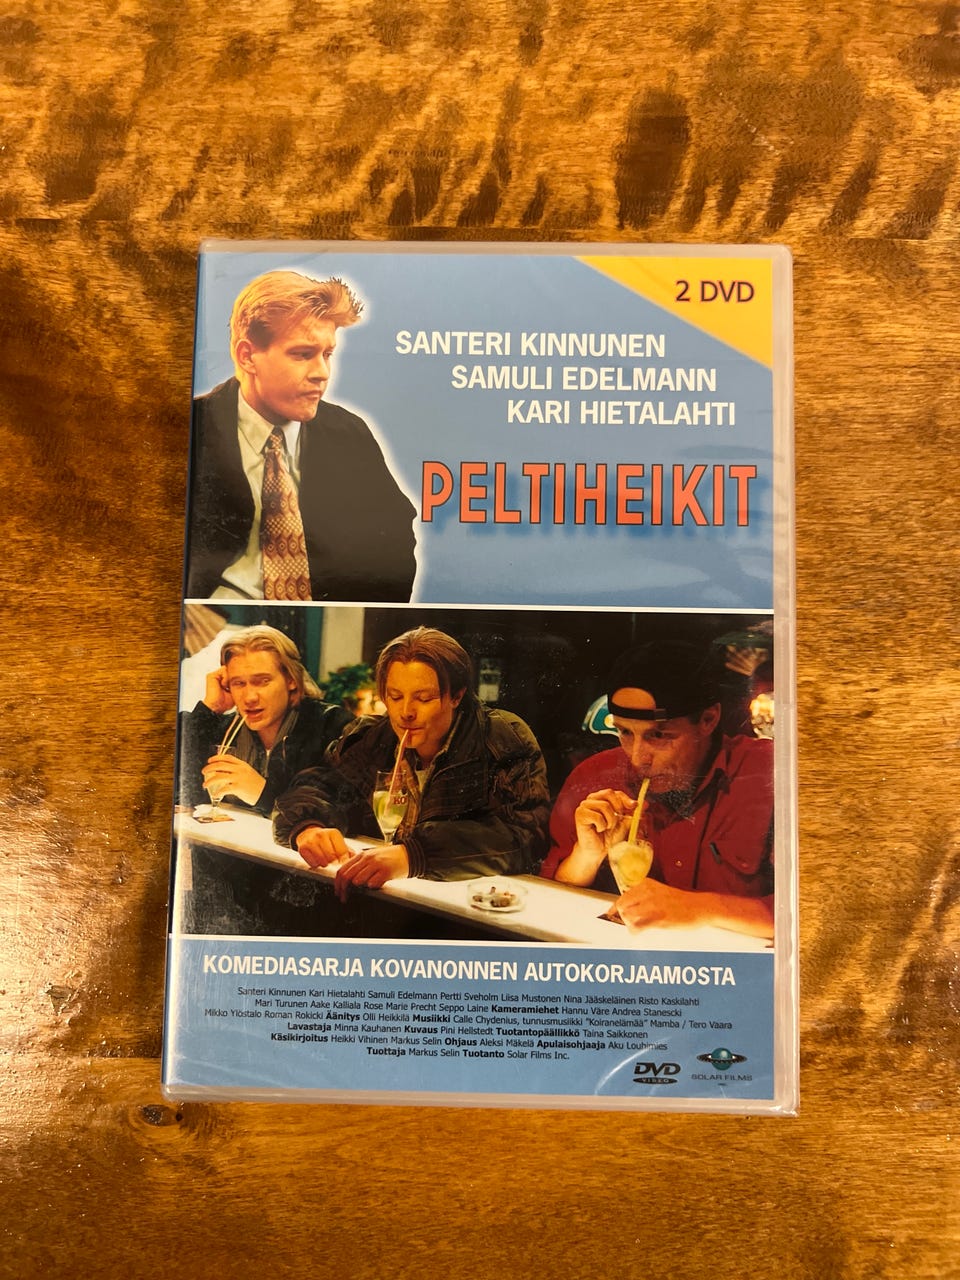 2 DVD
SANTERI KINNUNEN
SAMULI EDELMANN
KARI HIETALAHTI
PELTIHEIKIT
KOMEDIASARJA KOVANONNEN AUTOKORJAAMOSTA
Santeri Kinnunen Kari Hietalahti Samuli Edelmann Pertti Sveholm Liisa Mustonen Nina Jääskeläinen Risto Kaskilahti
Mari Turunen Aake Kalliala Rose Marie Precht Seppo Laine Kameramiehet Hannu Väre Andrea Stanescki
Mikko Ylöstalo Roman Rokicki Äänitys Olli Heikkilä Musiikki Calle Chydenius, tunnusmusiikki "Koiranelämää" Mamba / Tero Vaara
Lavastaja Minna Kauhanen Kuvaus Pini Hellstedt Tuotantopäällikkö Taina Saikkonen
Käsikirjoitus Heikki Vihinen Markus Selin Ohjaus Aleksi Mäkelä Apulaisohjaaja Aku Louhimies
Tuottaja Markus Selin Tuotanto Solar Films Inc.
DVD
VIDEO
SOLAR FILMS